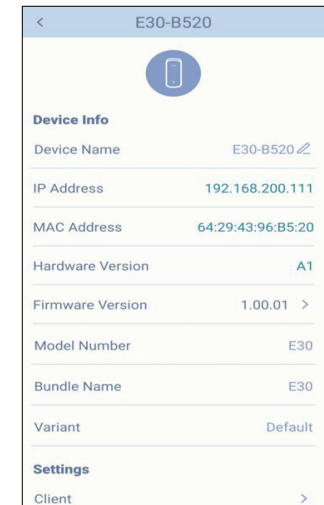 < E30-B520
Device Info
Device Name E30-B520
IP Address 192.168.200.111
MAC Address 64:29:43:96:B5:20
Hardware Version A1
Firmware Version 1.00.01 >
Model Number E30
Bundle Name E30
Variant Default
Settings
Client >